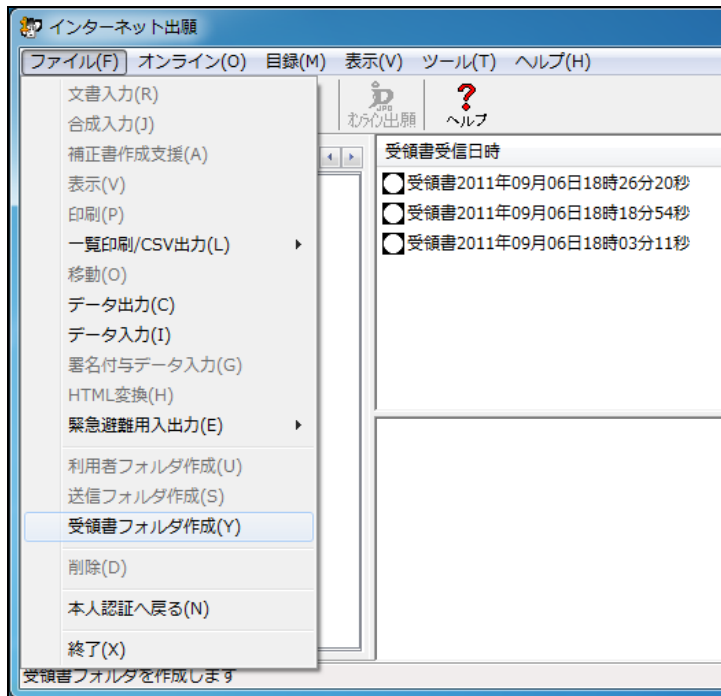 インターネット出願
ファイル(F) オンライン(O) 目録(M) 表示(V) ツール(T) ヘルプ(H)
文書入力(R)
合成入力(J)
補正書作成支援(A)
表示(V)
印刷(P)
一覧印刷/CSV出力(L)
移動(O)
データ出力(C)
データ入力(I)
署名付与データ入力(G)
HTML変換(H)
緊急避難用入出力(E)
利用者フォルダ作成(U)
送信フォルダ作成(S)
受領書フォルダ作成(Y)
削除(D)
本人認証へ戻る(N)
終了(X)
JPO
オンライン出願
ヘルプ
受領書受信日時
受領書2011年09月06日18時26分20秒
受領書2011年09月06日18時18分54秒
受領書2011年09月06日18時03分11秒
受領書フォルダを作成します